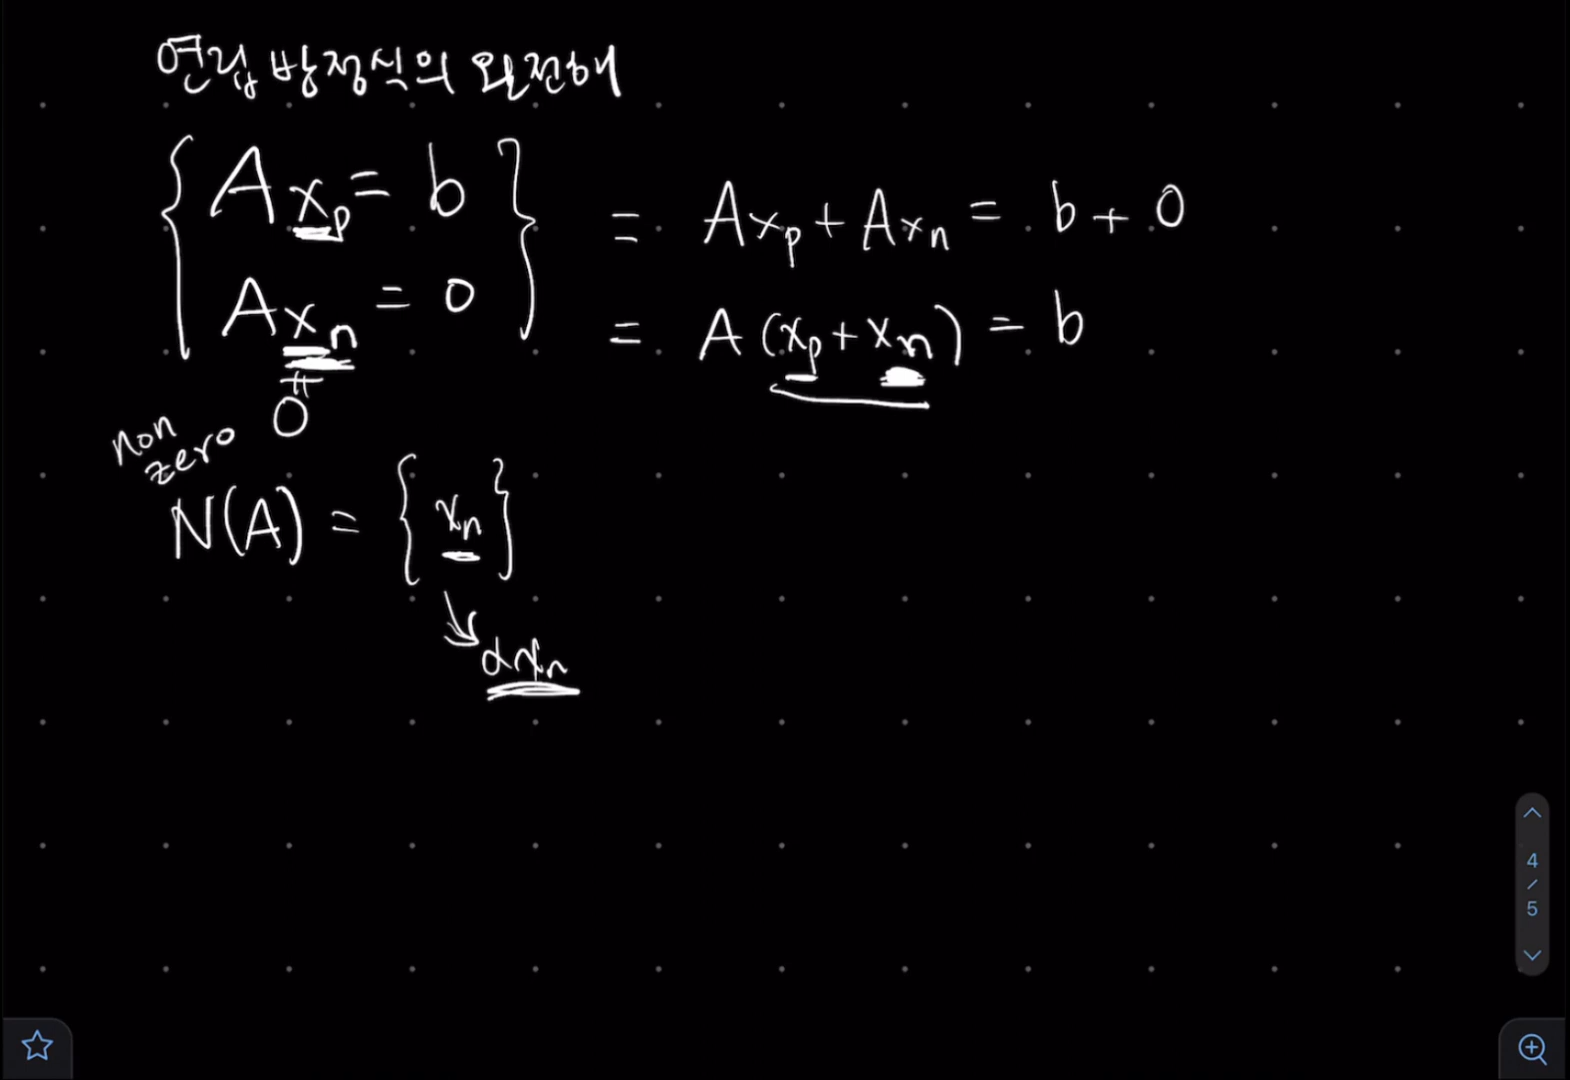 연립방정식의 완전해
{ Axₚ = b } = Axₚ + Axₙ = b + 0
{ Axₙ = 0 } = A(xₚ + xₙ) = b
≠
0
non
zero
N(A) = { xₙ }
↘
αxₙ
4
/
5